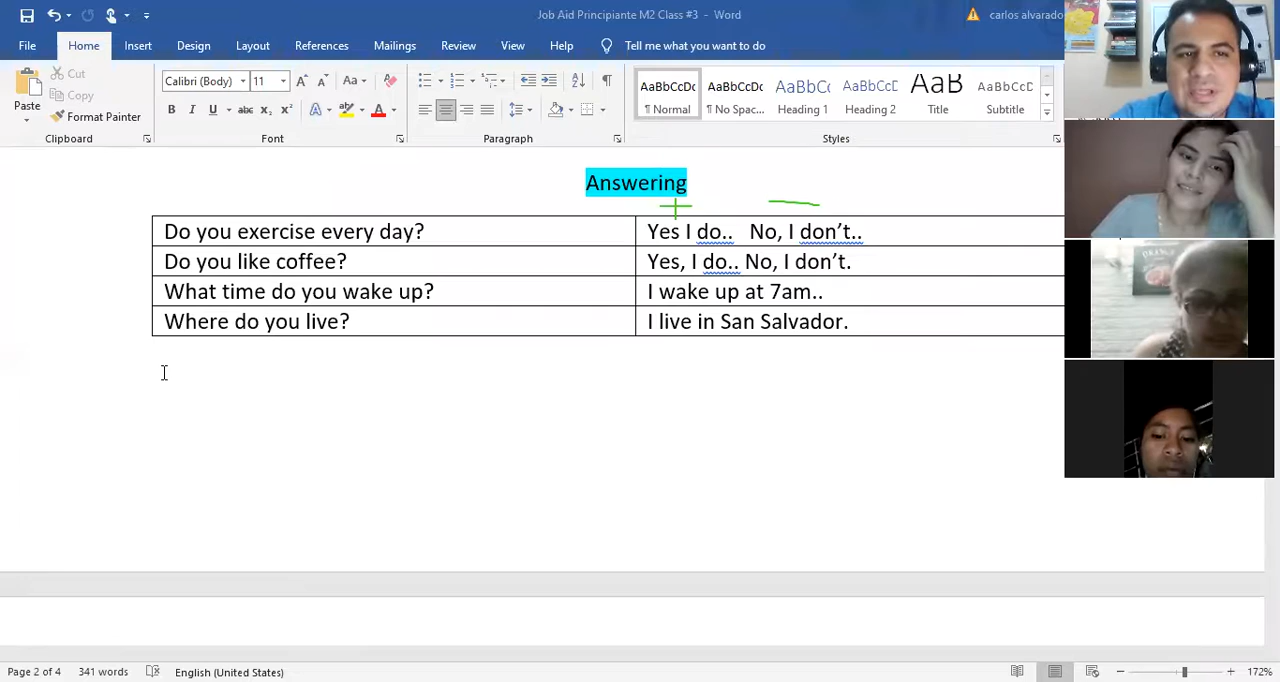 Job Aid Principiante M2 Class #3 - Word
carlos alvarado
File Home Insert Design Layout References Mailings Review View Help Tell me what you want to do
Paste
Cut
Copy
Format Painter
Clipboard
Calibri (Body) 11
Font
Paragraph
AaBbCcDc AaBbCcDc AaBbCc AaBbCcC AaB AaBbCcD
¶ Normal ¶ No Spac... Heading 1 Heading 2 Title Subtitle
Styles
Answering
Do you exercise every day? Yes I do.. No, I don't..
Do you like coffee? Yes, I do.. No, I don't.
What time do you wake up? I wake up at 7am..
Where do you live? I live in San Salvador.
Page 2 of 4 341 words English (United States) 172%